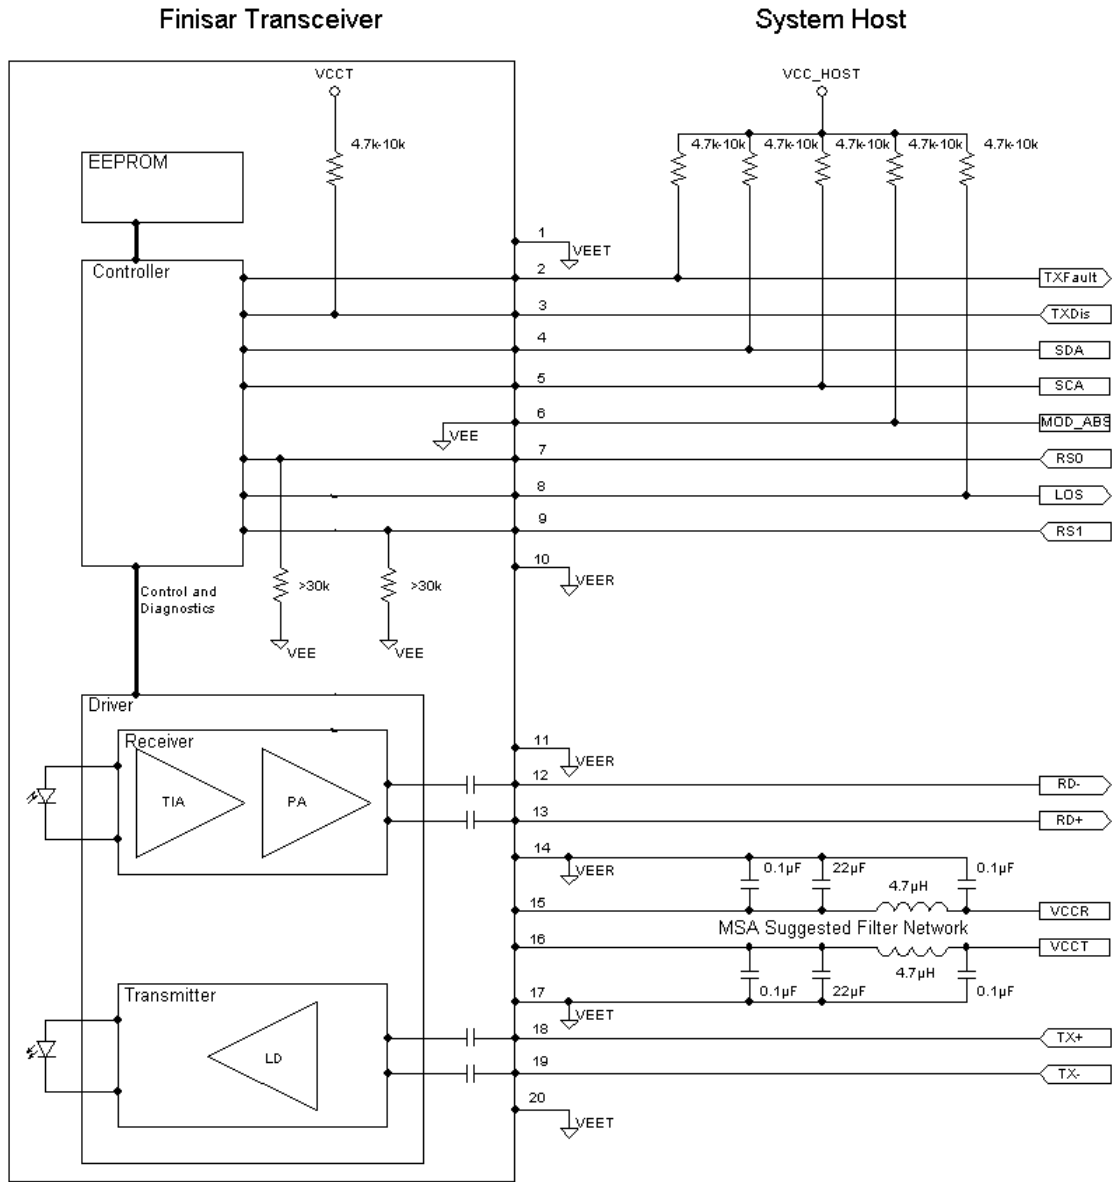 Finisar Transceiver
System Host
VCCT
VCC_HOST
4.7k-10k
4.7k-10k
4.7k-10k
4.7k-10k
4.7k-10k
4.7k-10k
EEPROM
Controller
1
VEET
2
TXFault
3
TXDis
4
SDA
5
SCA
6
VEE
MOD_ABS
7
RS0
8
LOS
9
RS1
10
VEER
>30k
>30k
Control and
Diagnostics
VEE
VEE
Driver
Receiver
TIA
PA
11
VEER
12
RD-
13
RD+
14
VEER
0.1µF
22µF
4.7µH
0.1µF
15
VCCR
MSA Suggested Filter Network
16
VCCT
4.7µH
0.1µF
22µF
0.1µF
17
VEET
Transmitter
LD
18
TX+
19
TX-
20
VEET